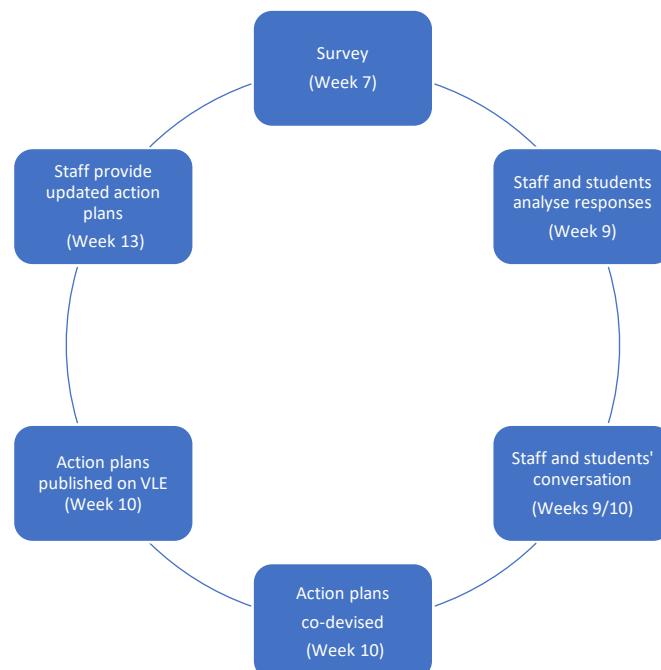 Survey
(Week 7)
Staff and students
analyse responses
(Week 9)
Staff and students'
conversation
(Weeks 9/10)
Action plans
co-devised
(Week 10)
Action plans
published on VLE
(Week 10)
Staff provide
updated action
plans
(Week 13)